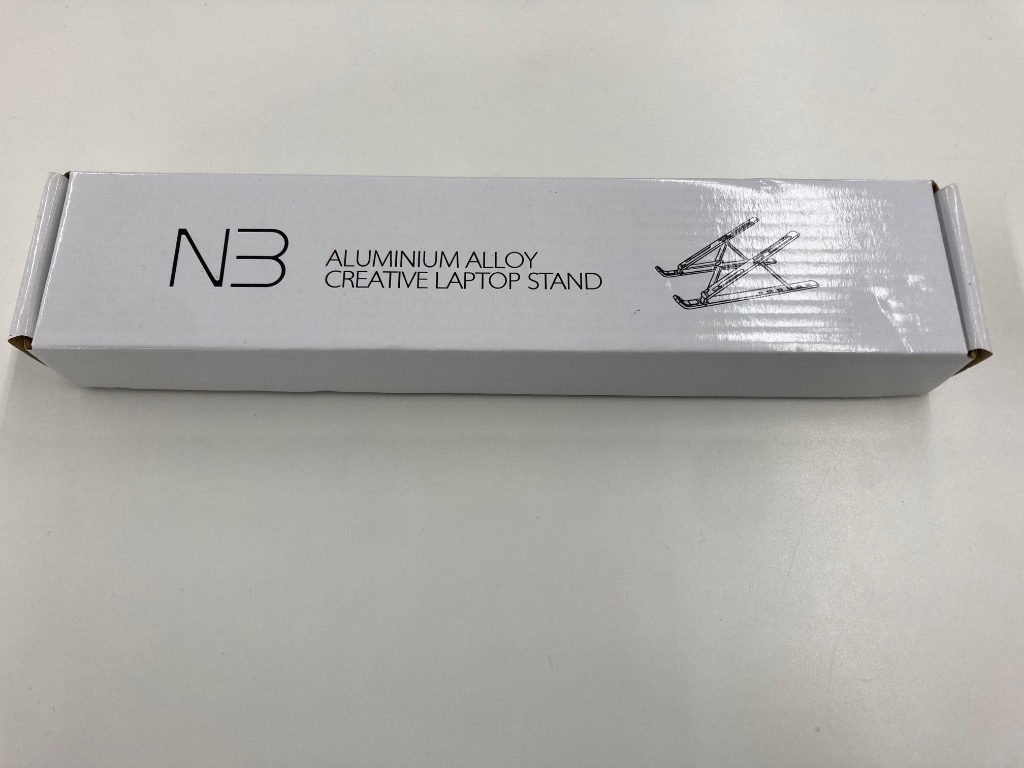 N3
ALUMINIUM ALLOY
CREATIVE LAPTOP STAND